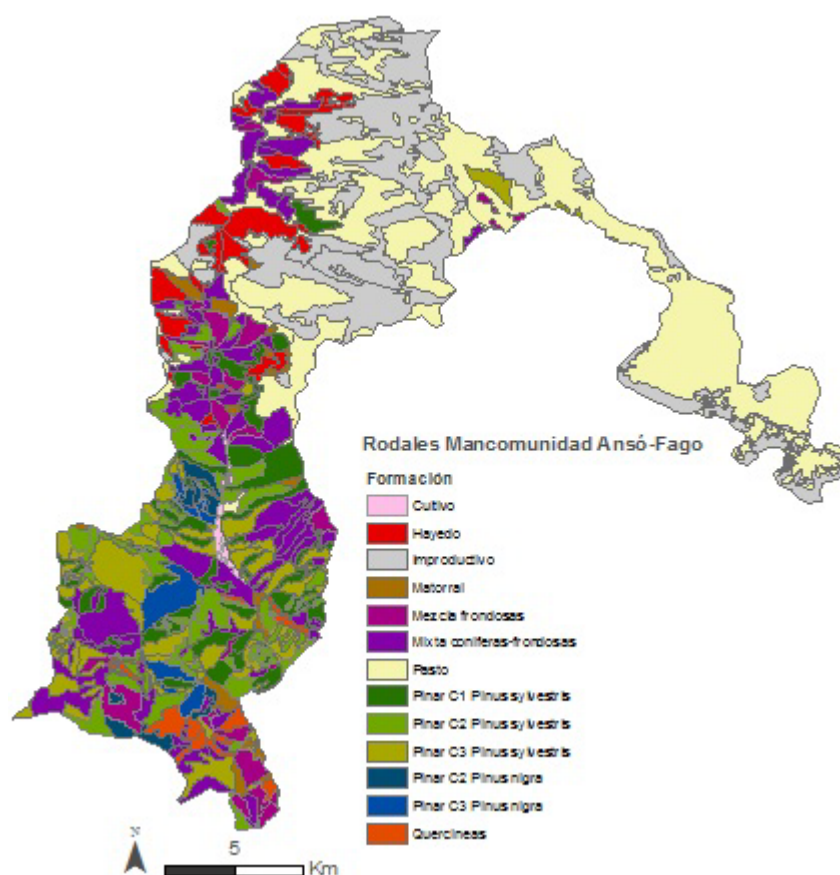 Rodales Mancomunidad Ansó-Fago
Formación
Cultivo
Hayedo
Improductivo
Matorral
Mezcla frondosas
Mixta coníferas-frondosas
Pasto
Pinar C1 Pinus sylvestris
Pinar C2 Pinus sylvestris
Pinar C3 Pinus sylvestris
Pinar C2 Pinus nigra
Pinar C3 Pinus nigra
Quercíneas
N
5
Km